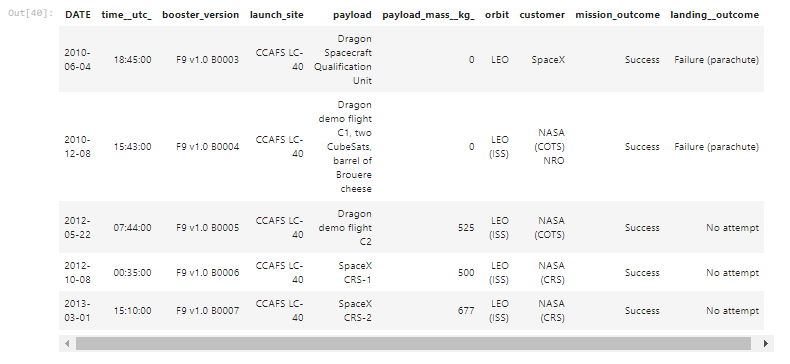 Out[40]:
DATE time__utc_ booster_version launch_site payload payload_mass__kg_ orbit customer mission_outcome landing__outcome
2010-06-04 18:45:00 F9 v1.0 B0003 CCAFS LC-40 Dragon Spacecraft Qualification Unit 0 LEO SpaceX Success Failure (parachute)
2010-12-08 15:43:00 F9 v1.0 B0004 CCAFS LC-40 Dragon demo flight C1, two CubeSats, barrel of Brouere cheese 0 LEO (ISS) NASA (COTS) NRO Success Failure (parachute)
2012-05-22 07:44:00 F9 v1.0 B0005 CCAFS LC-40 Dragon demo flight C2 525 LEO (ISS) NASA (COTS) Success No attempt
2012-10-08 00:35:00 F9 v1.0 B0006 CCAFS LC-40 SpaceX CRS-1 500 LEO (ISS) NASA (CRS) Success No attempt
2013-03-01 15:10:00 F9 v1.0 B0007 CCAFS LC-40 SpaceX CRS-2 677 LEO (ISS) NASA (CRS) Success No attempt